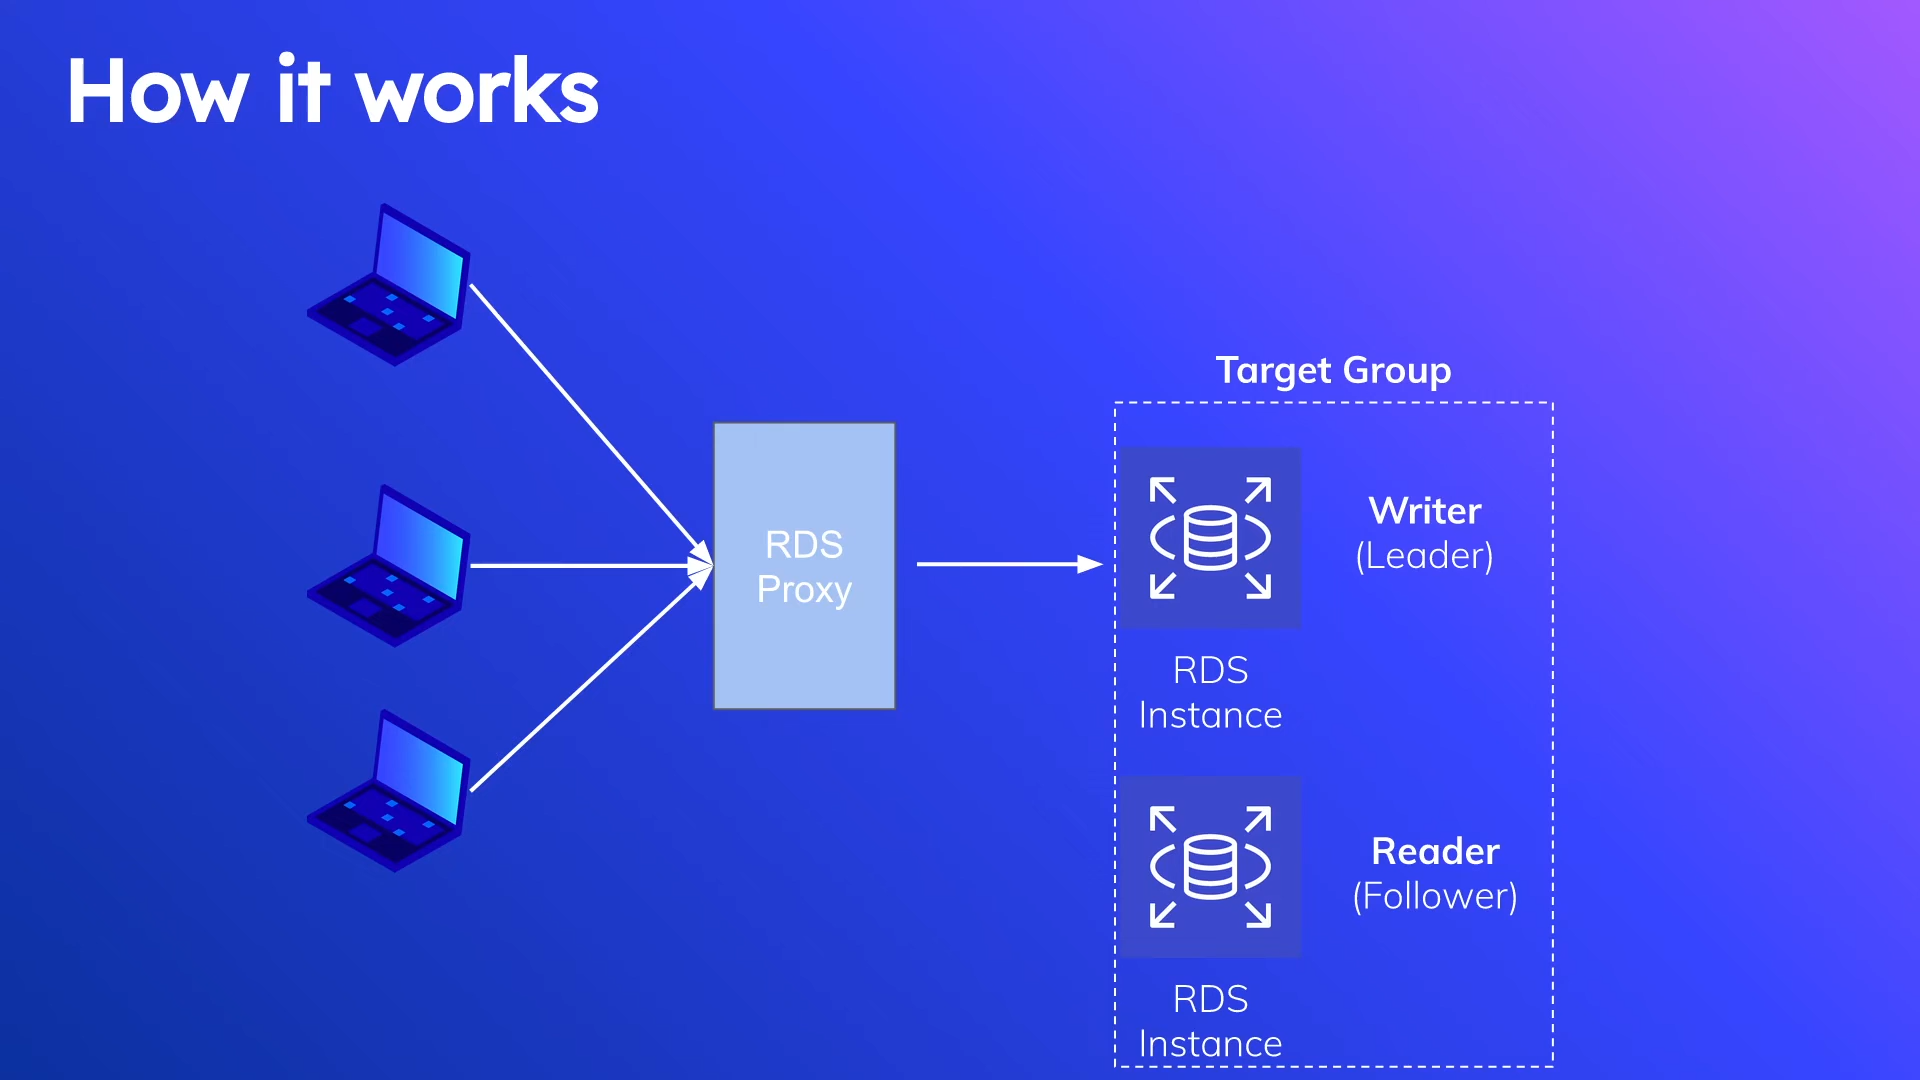 How it works
Target Group
RDS
Proxy
Writer
(Leader)
RDS
Instance
Reader
(Follower)
RDS
Instance